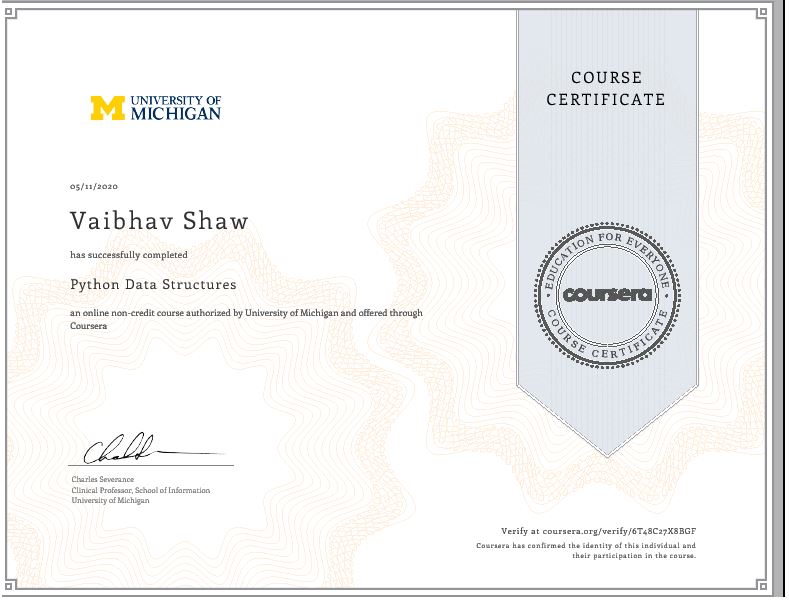 COURSE
CERTIFICATE
UNIVERSITY OF
MICHIGAN
05/11/2020
Vaibhav Shaw
has successfully completed
Python Data Structures
an online non-credit course authorized by University of Michigan and offered through
Coursera
EDUCATION FOR EVERYONE
coursera
COURSE CERTIFICATE
Charles Severance
Clinical Professor, School of Information
University of Michigan
Verify at coursera.org/verify/6T48C27X8BGF
Coursera has confirmed the identity of this individual and
their participation in the course.